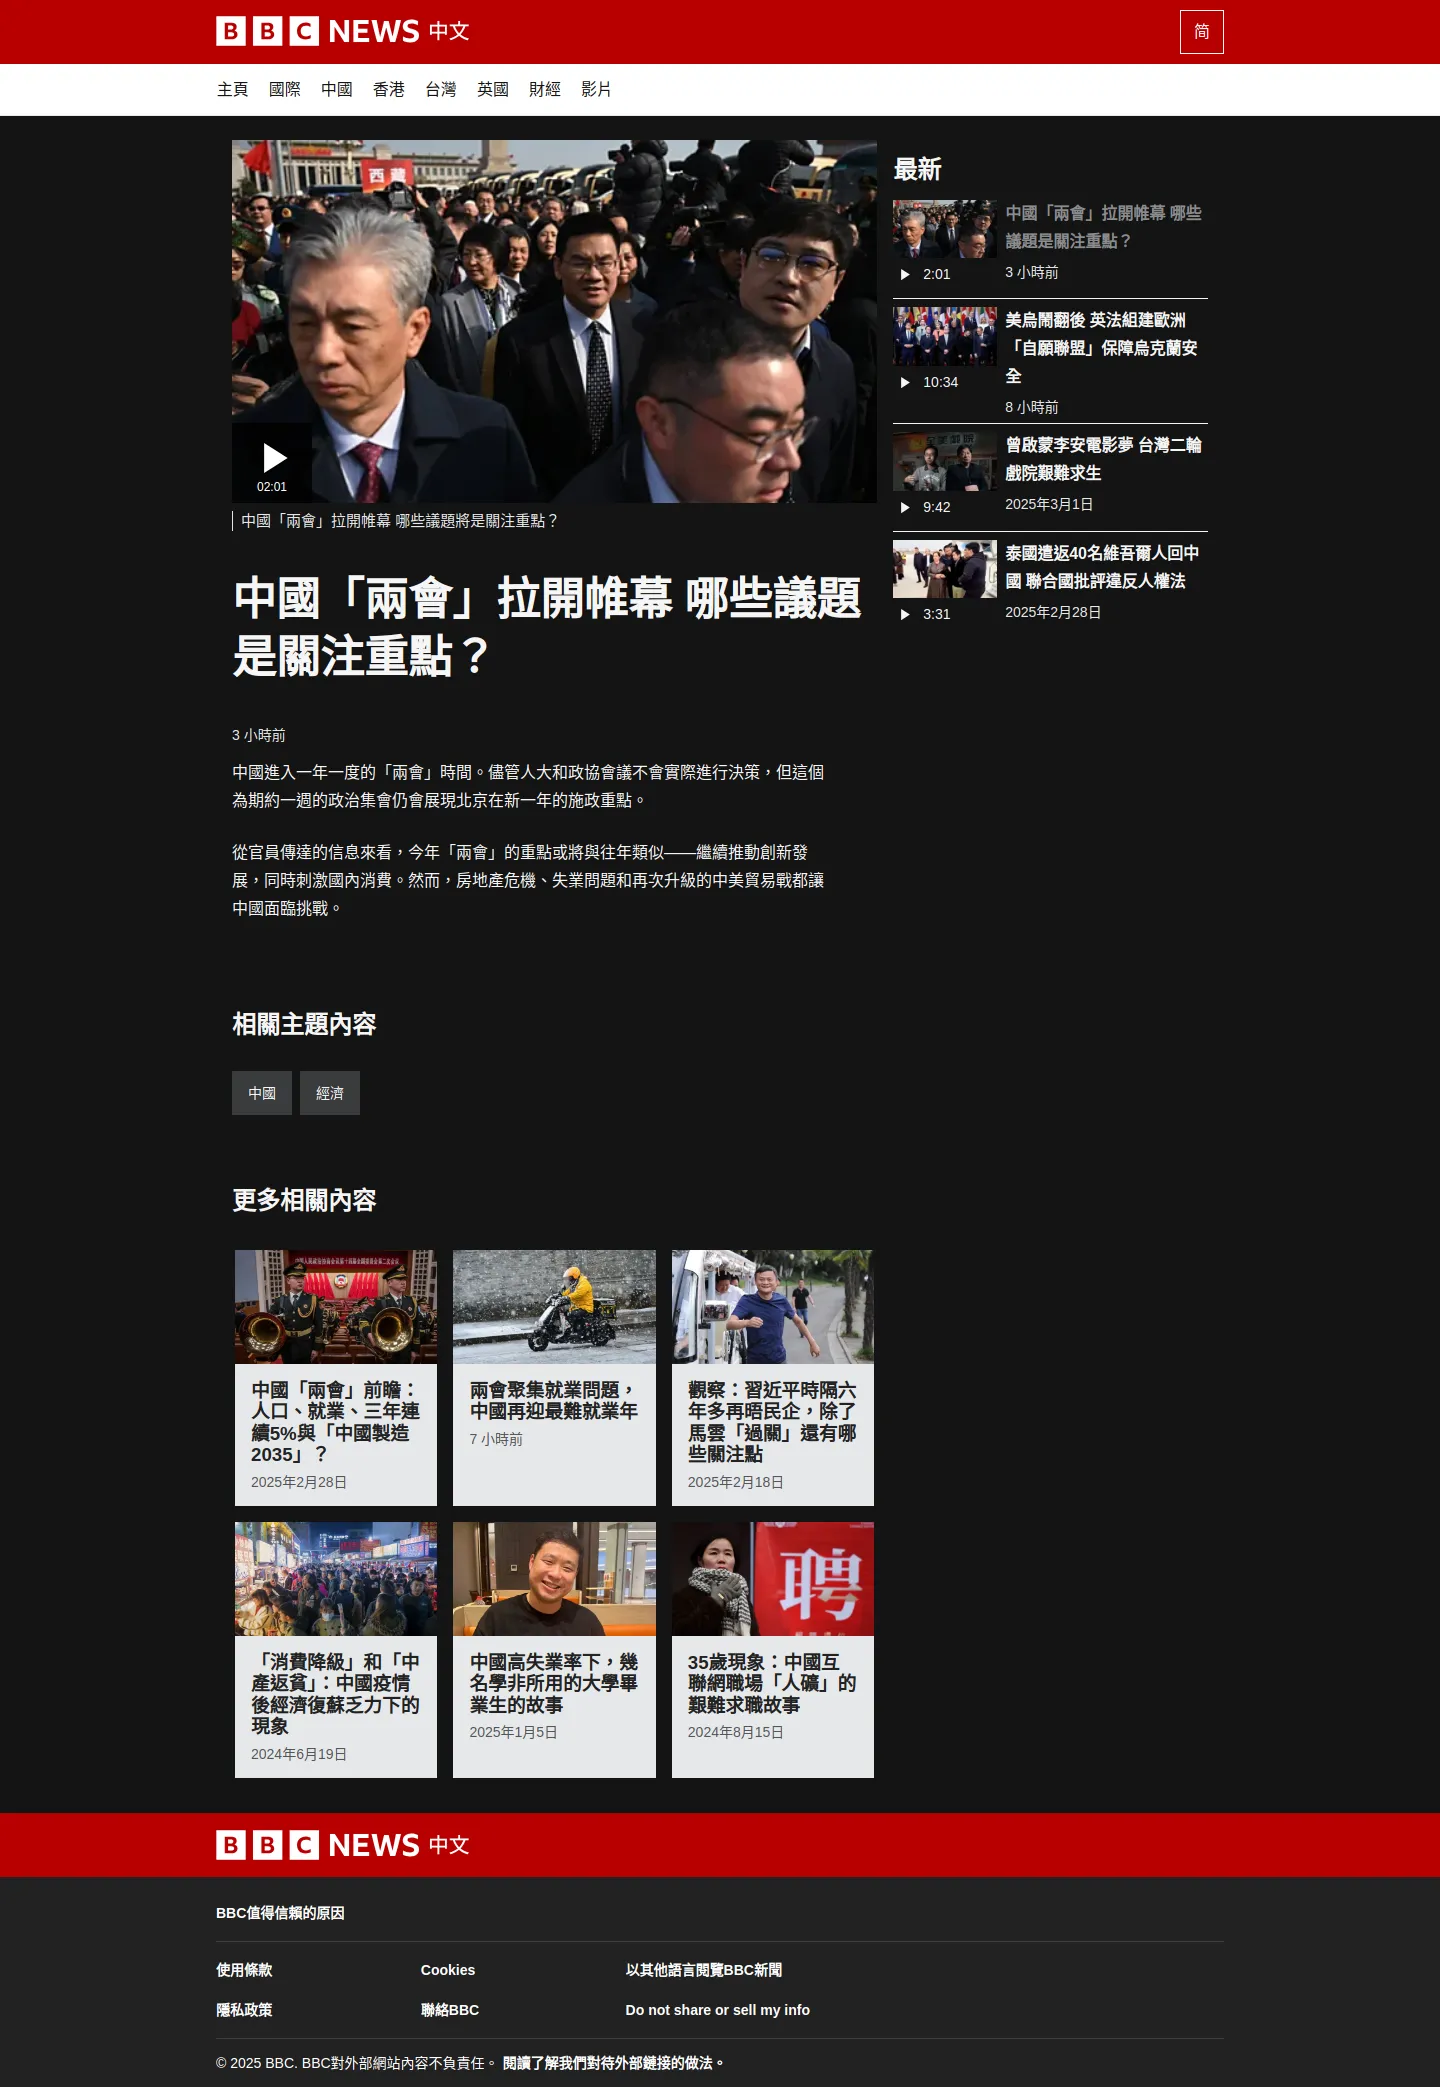 BBC NEWS 中文
简
主頁 國際 中國 香港 台灣 英國 財經 影片
西藏
02:01
中國「兩會」拉開帷幕 哪些議題將是關注重點？
中國「兩會」拉開帷幕 哪些議題
是關注重點？
3 小時前
中國進入一年一度的「兩會」時間。儘管人大和政協會議不會實際進行決策，但這個
為期約一週的政治集會仍會展現北京在新一年的施政重點。
從官員傳達的信息來看，今年「兩會」的重點或將與往年類似——繼續推動創新發
展，同時刺激國內消費。然而，房地產危機、失業問題和再次升級的中美貿易戰都讓
中國面臨挑戰。
最新
中國「兩會」拉開帷幕 哪些
議題是關注重點？
2:01
3 小時前
美烏鬧翻後 英法組建歐洲
「自願聯盟」保障烏克蘭安
全
10:34
8 小時前
曾啟蒙李安電影夢 台灣二輪
戲院艱難求生
9:42
2025年3月1日
泰國遣返40名維吾爾人回中
國 聯合國批評違反人權法
3:31
2025年2月28日
相關主題內容
中國 經濟
更多相關內容
中國「兩會」前瞻：
人口、就業、三年連
續5%與「中國製造
2035」？
2025年2月28日
兩會聚集就業問題，
中國再迎最難就業年
7 小時前
觀察：習近平時隔六
年多再晤民企，除了
馬雲「過關」還有哪
些關注點
2025年2月18日
「消費降級」和「中
產返貧」：中國疫情
後經濟復蘇乏力下的
現象
2024年6月19日
中國高失業率下，幾
名學非所用的大學畢
業生的故事
2025年1月5日
聘
35歲現象：中國互
聯網職場「人礦」的
艱難求職故事
2024年8月15日
BBC NEWS 中文
BBC值得信賴的原因
使用條款 Cookies 以其他語言閱覽BBC新聞
隱私政策 聯絡BBC Do not share or sell my info
© 2025 BBC. BBC對外部網站內容不負責任。 閱讀了解我們對待外部鏈接的做法。